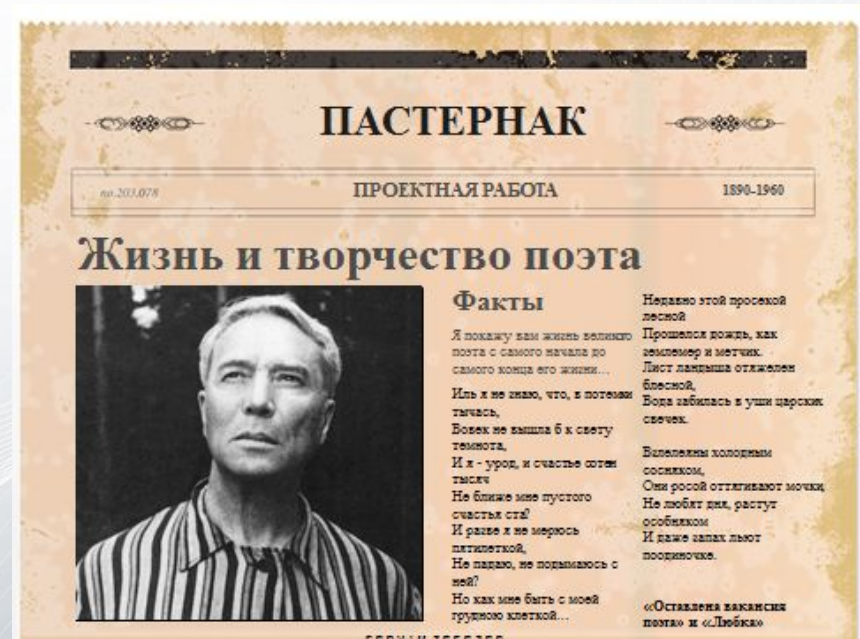 ПАСТЕРНАК
no.203.078
ПРОЕКТНАЯ РАБОТА
1890-1960
Жизнь и творчество поэта
Факты
Я покажу вам жизнь великого
поэта с самого начала до
самого конца его жизни...
Иль я не знаю, что, в потемки
тычась,
Вовек не вышла б к свету
темнота,
И я - урод, и счастье сотен
тысяч
Не ближе мне пустого
счастья ста?
И разве я не мерюсь
пятилеткой,
Не падаю, не подымаюсь с
ней?
Но как мне быть с моей
грудною клеткой...
Недавно этой просекой
лесной
Прошелся дождь, как
землемер и метчик.
Лист ландыша отяжелен
блесной,
Вода забилась в уши царских
свечек.
Взлелеяны холодным
сосняком,
Они росой оттягивают мочки,
Не любят дня, растут
особняком
И даже запах льют
поодиночке.
«Оставлена вакансия
поэта» и «Любка»